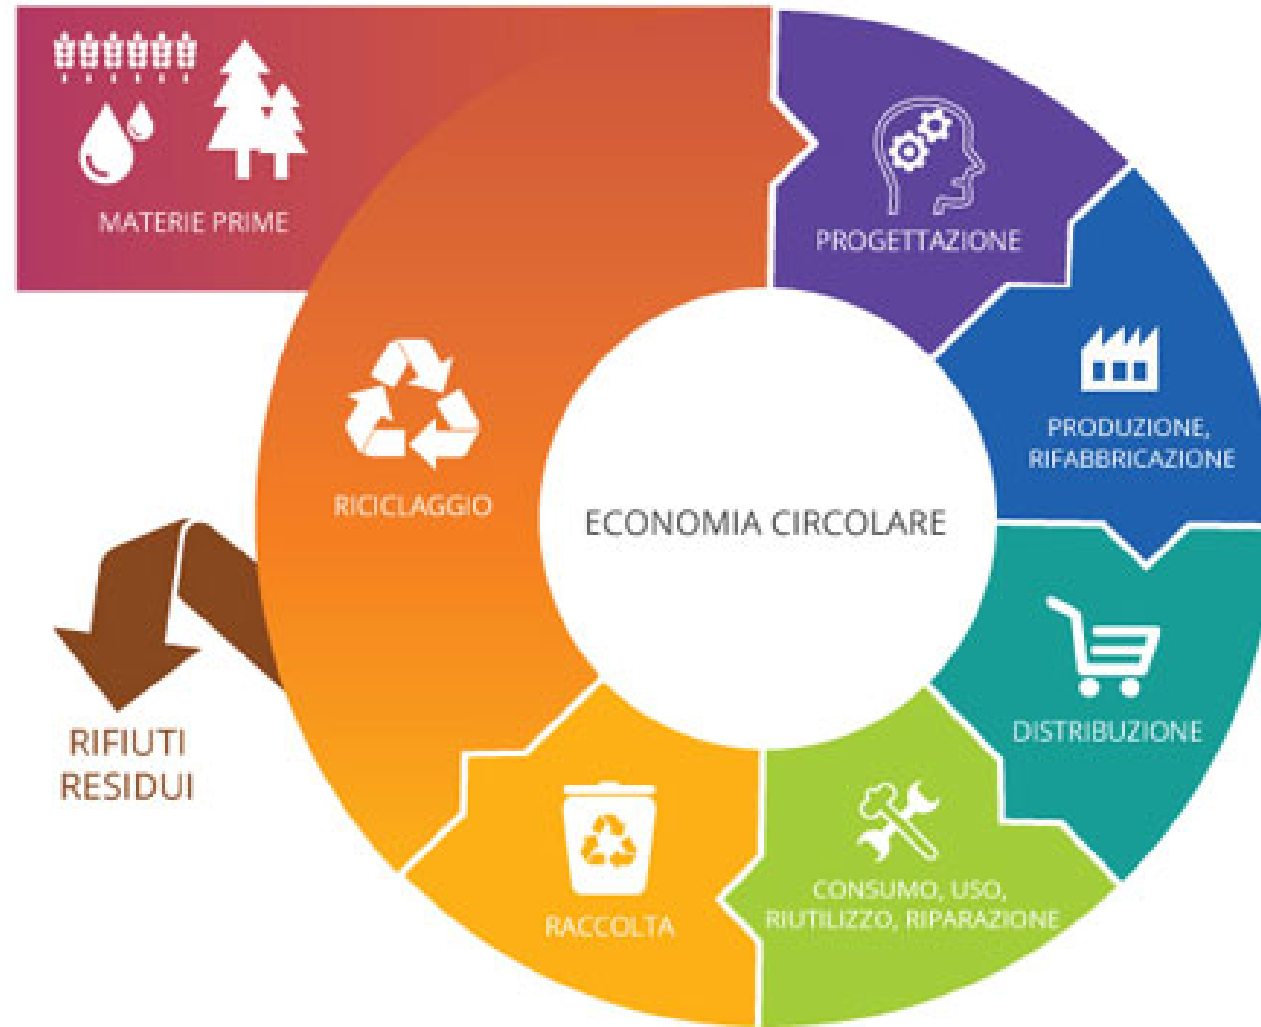 MATERIE PRIME
PROGETTAZIONE
PRODUZIONE,
RIFABBRICAZIONE
RICICLAGGIO
ECONOMIA CIRCOLARE
DISTRIBUZIONE
RIFIUTI
RESIDUI
CONSUMO, USO,
RIUTILIZZO, RIPARAZIONE
RACCOLTA